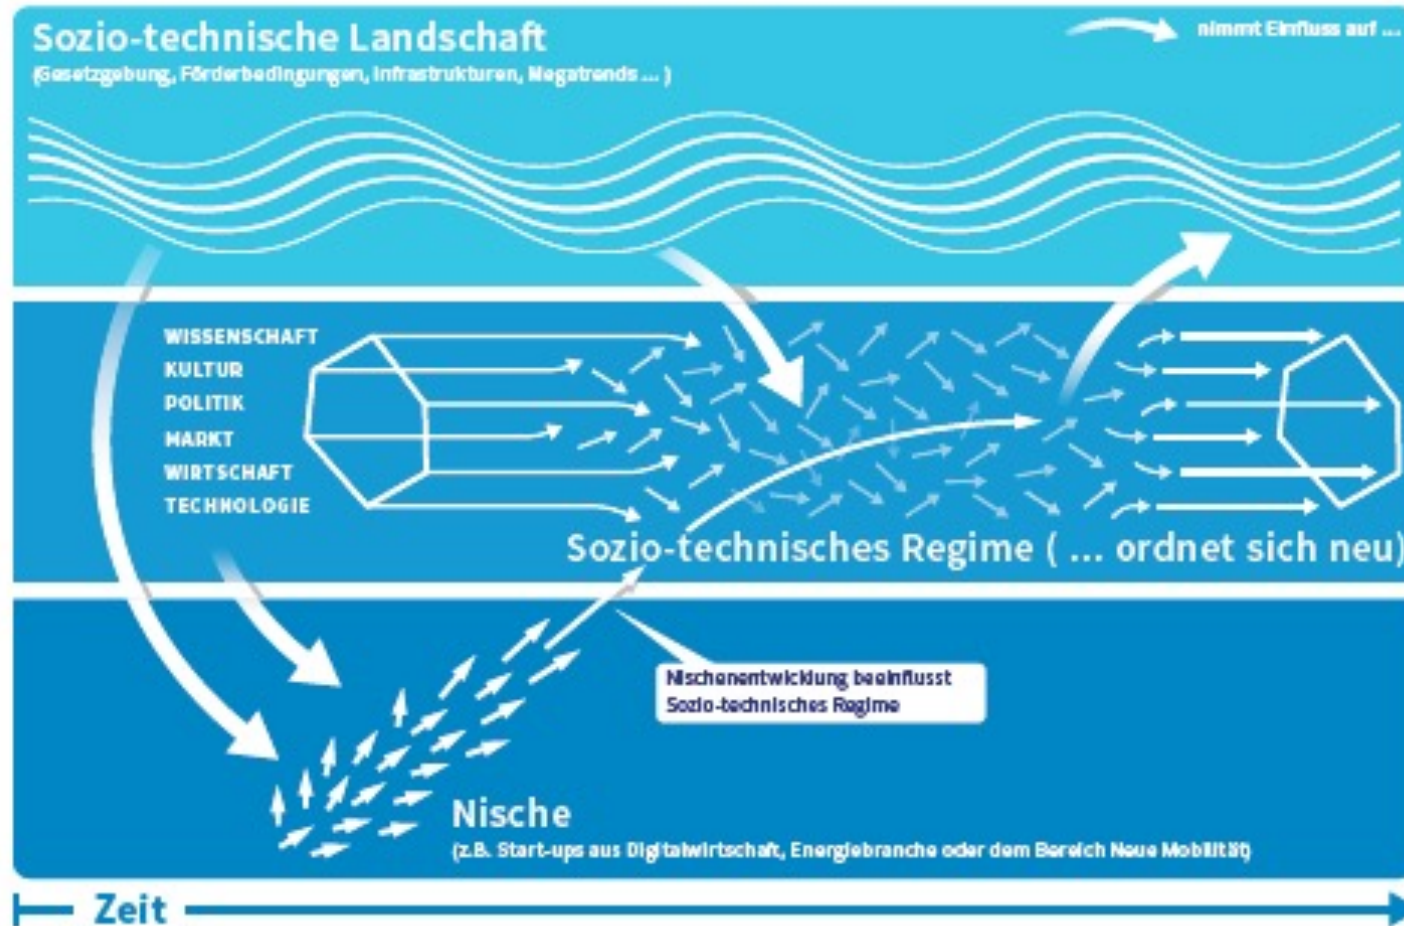 Sozio-technische Landschaft
nimmt Einfluss auf ...
(Gesetzgebung, Förderbedingungen, Infrastrukturen, Megatrends ... )
WISSENSCHAFT
KULTUR
POLITIK
MARKT
WIRTSCHAFT
TECHNOLOGIE
Sozio-technisches Regime ( ... ordnet sich neu)
Nischenentwicklung beeinflusst
Sozio-technisches Regime
Nische
(z.B. Start-ups aus Digitalwirtschaft, Energiebranche oder dem Bereich Neue Mobilität)
Zeit